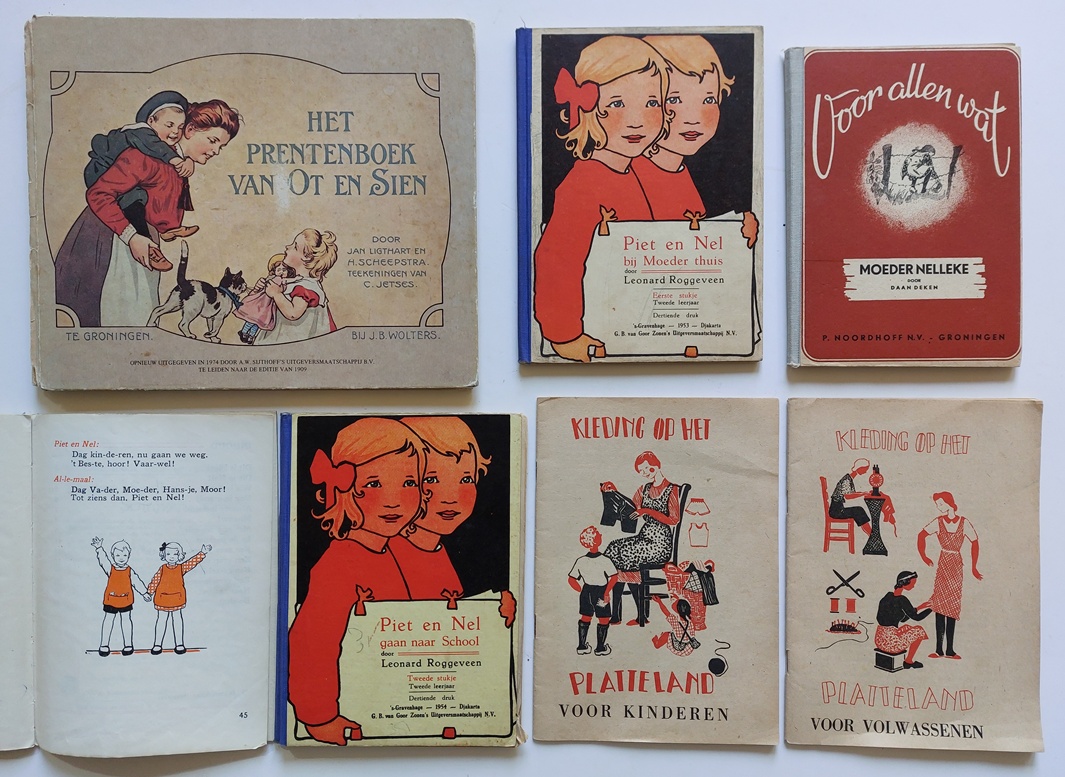 HET
PRENTENBOEK
VAN OT EN SIEN
DOOR
JAN LIGTHART EN
H. SCHEEPSTRA.
TEEKENINGEN VAN
C. JETSES.
TE GRONINGEN.
BIJ J.B. WOLTERS.
OPNIEUW UITGEGEVEN IN 1974 DOOR A.W. SIJTHOFF'S UITGEVERSMAATSCHAPPIJ B.V.
TE LEIDEN NAAR DE EDITIE VAN 1909
Piet en Nel
bij Moeder thuis
door
Leonard Roggeveen
Eerste stukje
Tweede leerjaar
Dertiende druk
's-Gravenhage — 1953 — Djakarta
G. B. van Goor Zonen's Uitgeversmaatschappij N.V.
Voor allen wat
MOEDER NELLEKE
DOOR
DAAN DEKEN
P. NOORDHOFF N.V. - GRONINGEN
Piet en Nel:
Dag kin-de-ren, nu gaan we weg.
't Bes-te, hoor! Vaar-wel!
Al-le-maal:
Dag Va-der, Moe-der, Hans-je, Moor!
Tot ziens dan, Piet en Nel!
45
Piet en Nel
gaan naar School
door
Leonard Roggeveen
Tweede stukje
Tweede leerjaar
Dertiende druk
's-Gravenhage — 1954 — Djakarta
G. B. van Goor Zonen's Uitgeversmaatschappij N.V.
KLEDING OP HET
PLATTELAND
VOOR KINDEREN
KLEDING OP HET
PLATTELAND
VOOR VOLWASSENEN